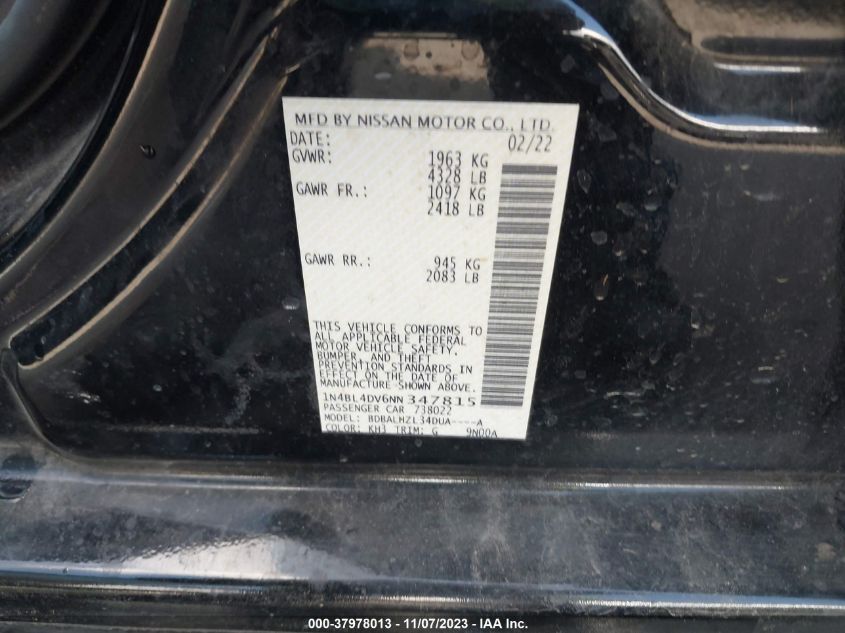 MFD BY NISSAN MOTOR CO., LTD.
DATE: 02/22
GVWR: 1963 KG
4328 LB
GAWR FR.: 1097 KG
2418 LB
GAWR RR.: 945 KG
2083 LB
THIS VEHICLE CONFORMS TO
ALL APPLICABLE FEDERAL
MOTOR VEHICLE SAFETY,
BUMPER, AND THEFT
PREVENTION STANDARDS IN
EFFECT ON THE DATE OF
MANUFACTURE SHOWN ABOVE.
1N4BL4DV6NN347815
PASSENGER CAR 738022
MODEL: BDBALHZL34DUA----A
COLOR: KH3 TRIM: G 9N00A
000-37978013 — 11/07/2023 — IAA Inc.